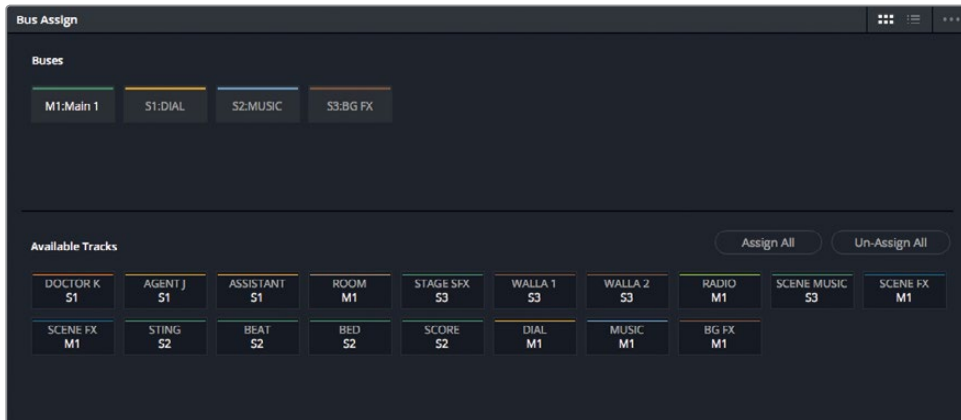 Bus Assign
Buses
M1:Main 1 S1:DIAL S2:MUSIC S3:BG FX
Available Tracks Assign All Un-Assign All
DOCTOR K AGENT J ASSISTANT ROOM STAGE SFX WALLA 1 WALLA 2 RADIO SCENE MUSIC SCENE FX
S1 S1 S1 M1 S3 S3 S3 M1 S3 M1
SCENE FX STING BEAT BED SCORE DIAL MUSIC BG FX
M1 S2 S2 S2 S2 M1 M1 M1